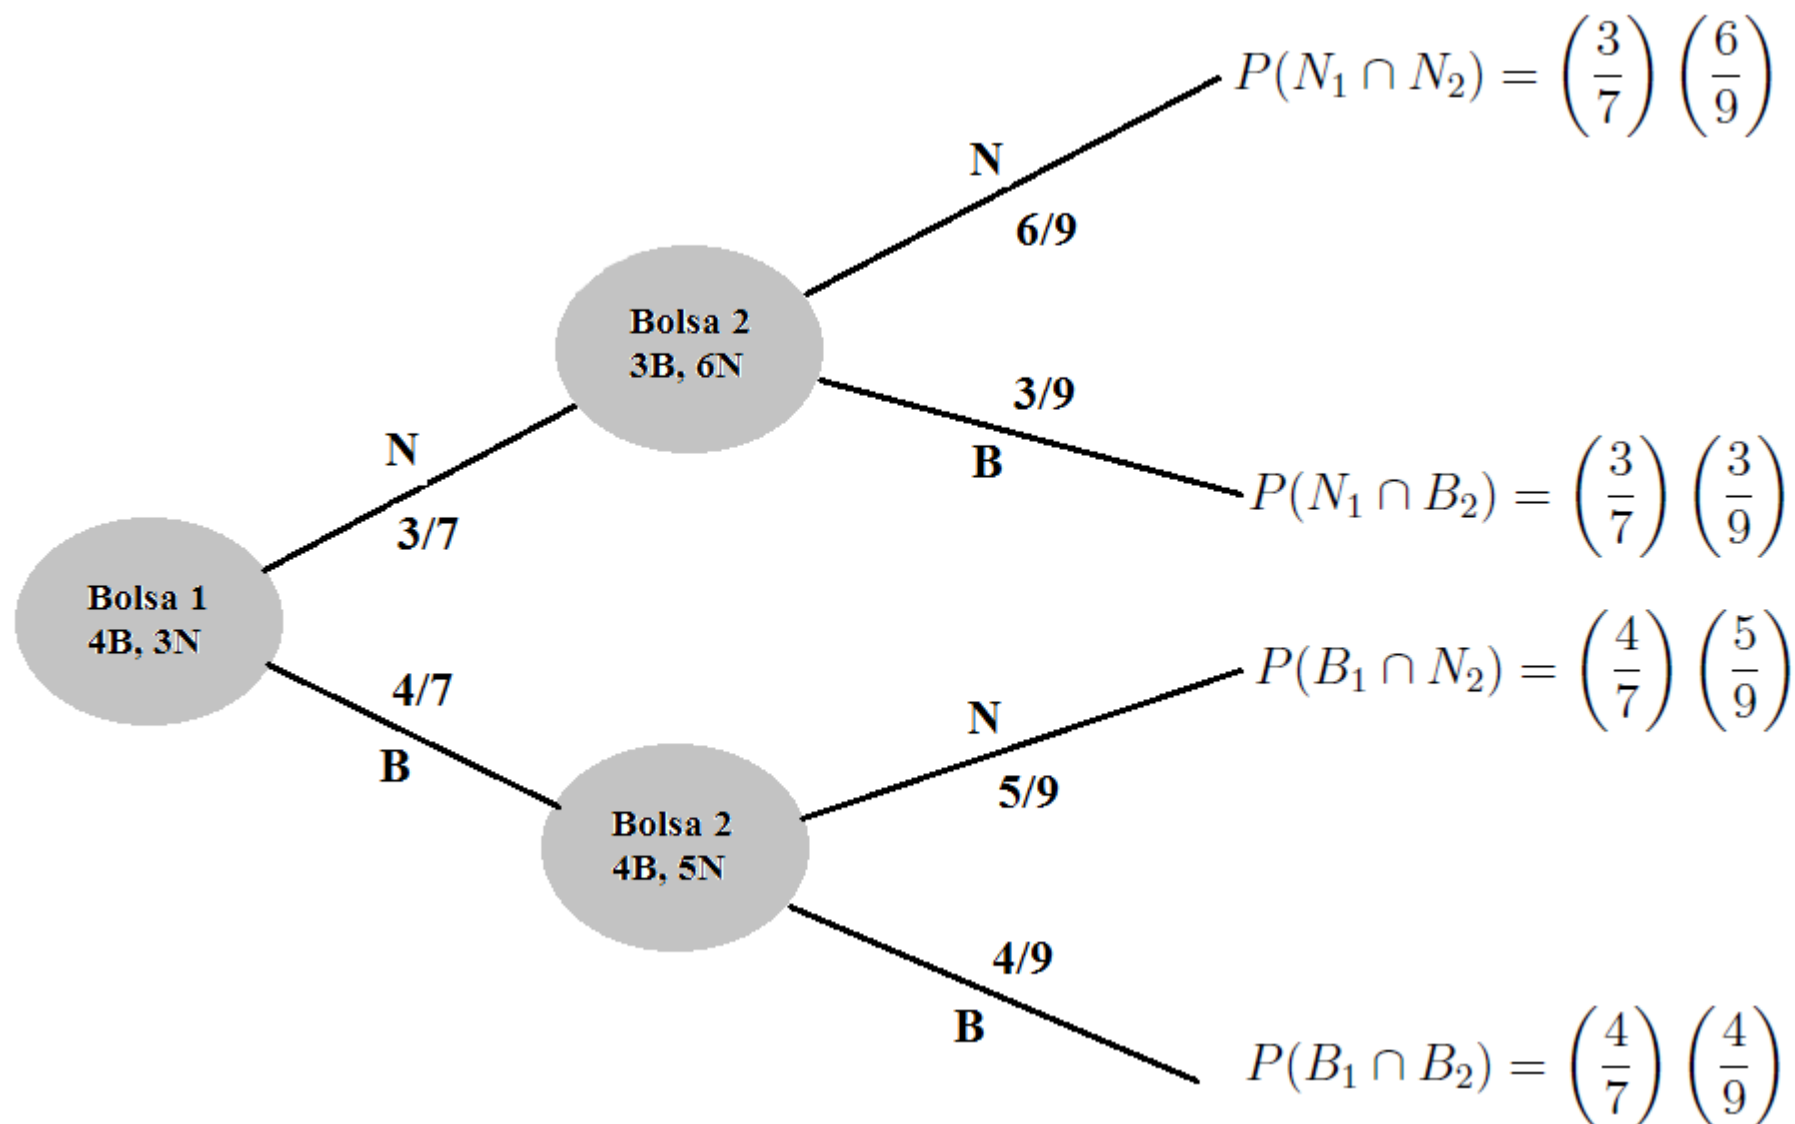 P(N₁ ∩ N₂) = (3/7) (6/9)
N
6/9
Bolsa 2
3B, 6N
3/9
B
P(N₁ ∩ B₂) = (3/7) (3/9)
N
3/7
Bolsa 1
4B, 3N
4/7
B
P(B₁ ∩ N₂) = (4/7) (5/9)
N
5/9
Bolsa 2
4B, 5N
4/9
B
P(B₁ ∩ B₂) = (4/7) (4/9)